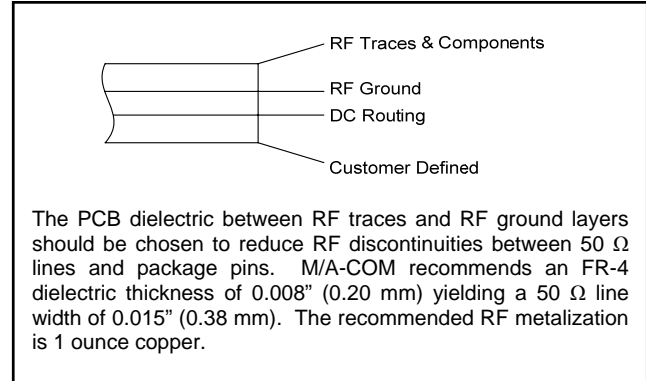 RF Traces & Components
RF Ground
DC Routing
Customer Defined
The PCB dielectric between RF traces and RF ground layers
should be chosen to reduce RF discontinuities between 50 Ω
lines and package pins. M/A-COM recommends an FR-4
dielectric thickness of 0.008” (0.20 mm) yielding a 50 Ω line
width of 0.015” (0.38 mm). The recommended RF metalization
is 1 ounce copper.